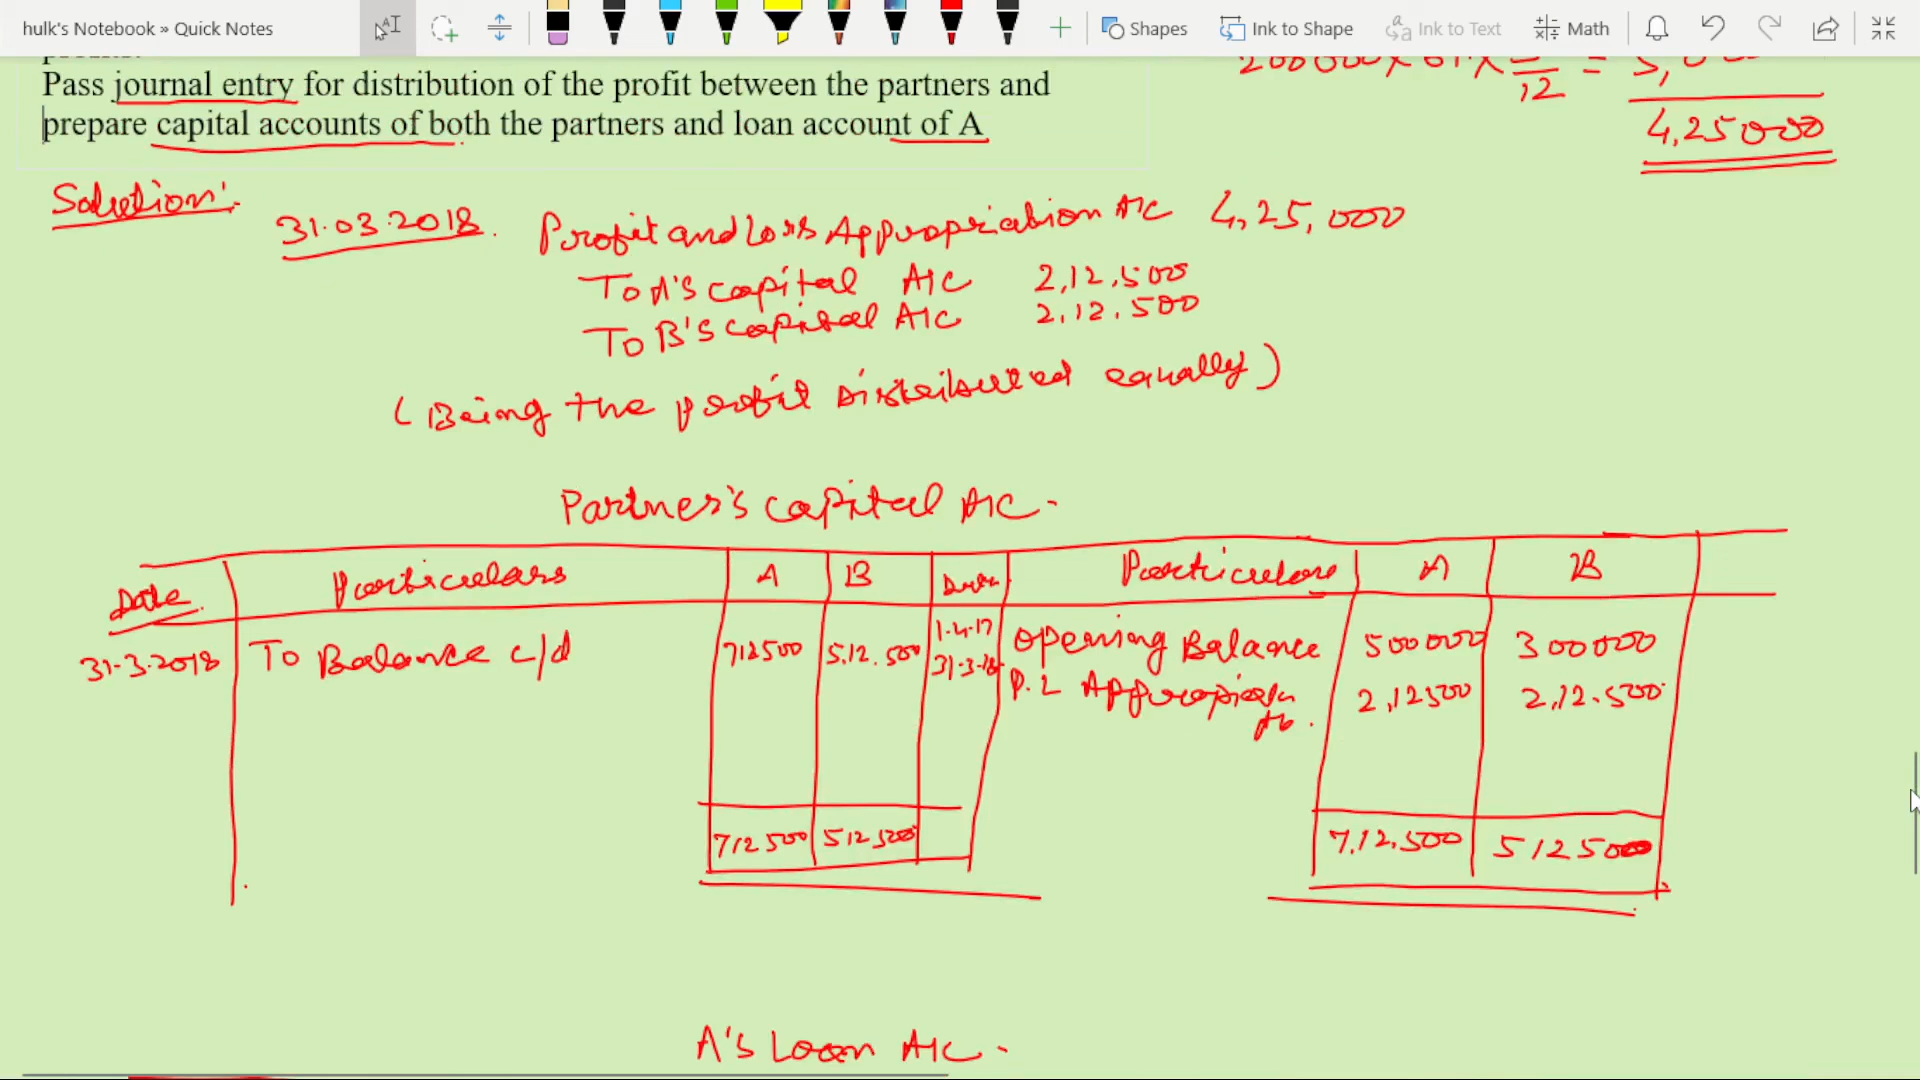 hulk's Notebook » Quick Notes
Shapes
Ink to Shape
Ink to Text
Math
Pass journal entry for distribution of the profit between the partners and
prepare capital accounts of both the partners and loan account of A
12
4,25000
Solution:
31.03.2018. Profit and Loss Appropriation A/C 4,25,000
To A's capital A/C 2,12,500
To B's capital A/C 2,12,500
(Being the profit Distributed equally)
Partner's capital A/C.
Date Particulars A B Date Particulars A B
31-3-2018 To Balance c/d 712500 5,12,500 1-4-17 Opening Balance 500000 300000
31-3-18 P.L Appropriation A/c. 2,12500 2,12,500
712500 512500 7,12,500 512500
A's Loan A/C.